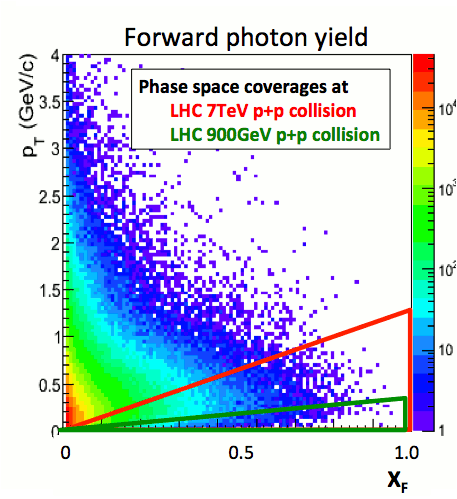 Forward photon yield
Phase space coverages at
LHC 7TeV p+p collision
LHC 900GeV p+p collision
p_T (GeV/c)
4
3.5
3
2.5
2
1.5
1
0.5
0
0
0.5
1.0
X_F
10^4
10^3
10^2
10
1